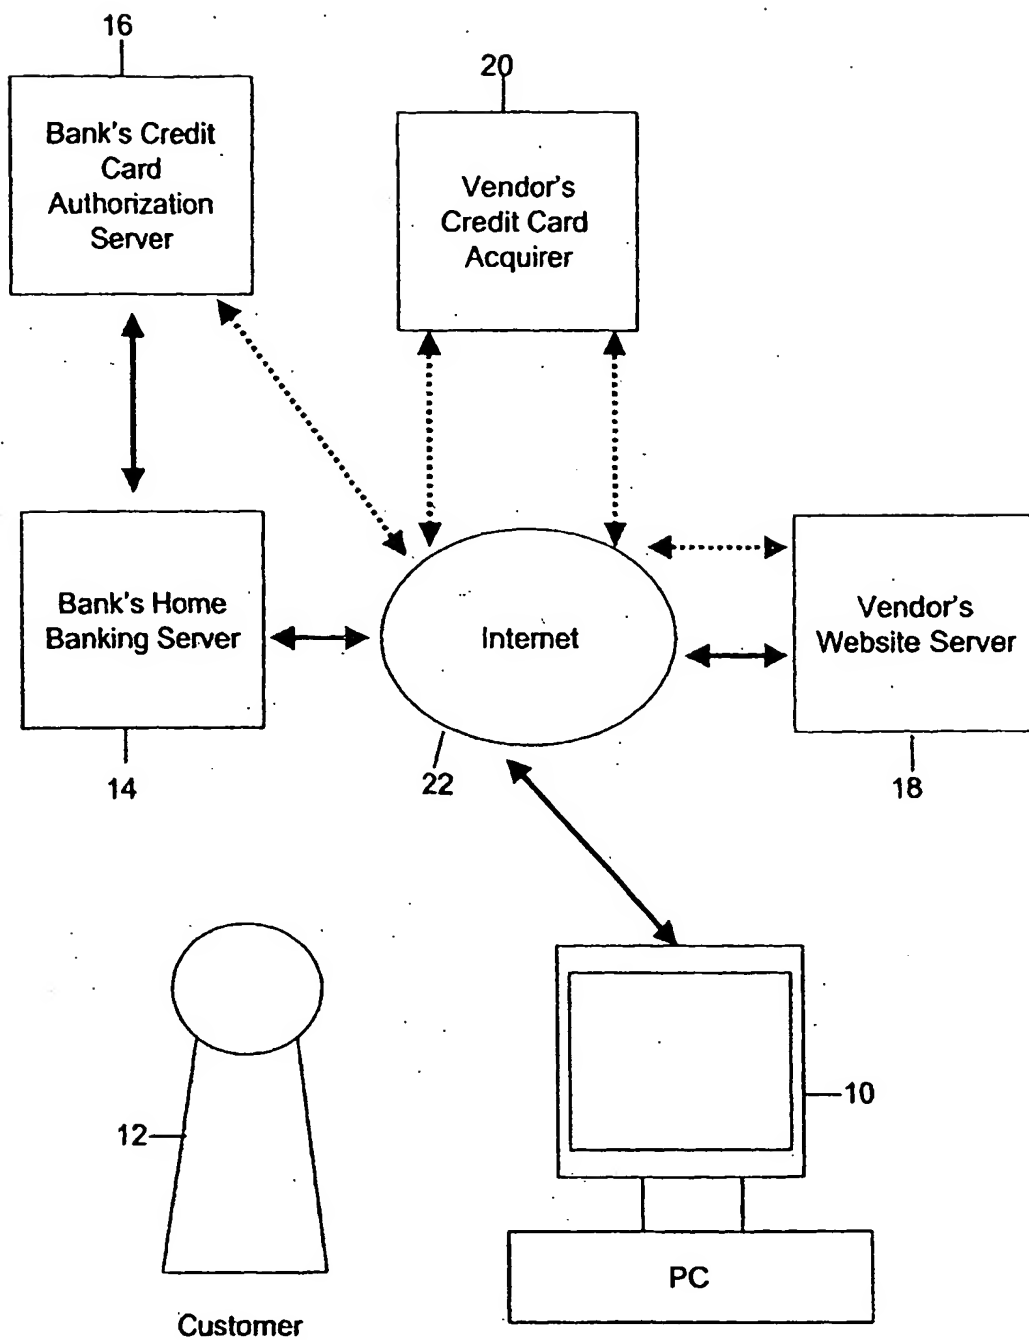 16
Bank's Credit
Card
Authorization
Server
20
Vendor's
Credit Card
Acquirer
Bank's Home
Banking Server
14
Internet
22
Vendor's
Website Server
18
12
Customer
10
PC